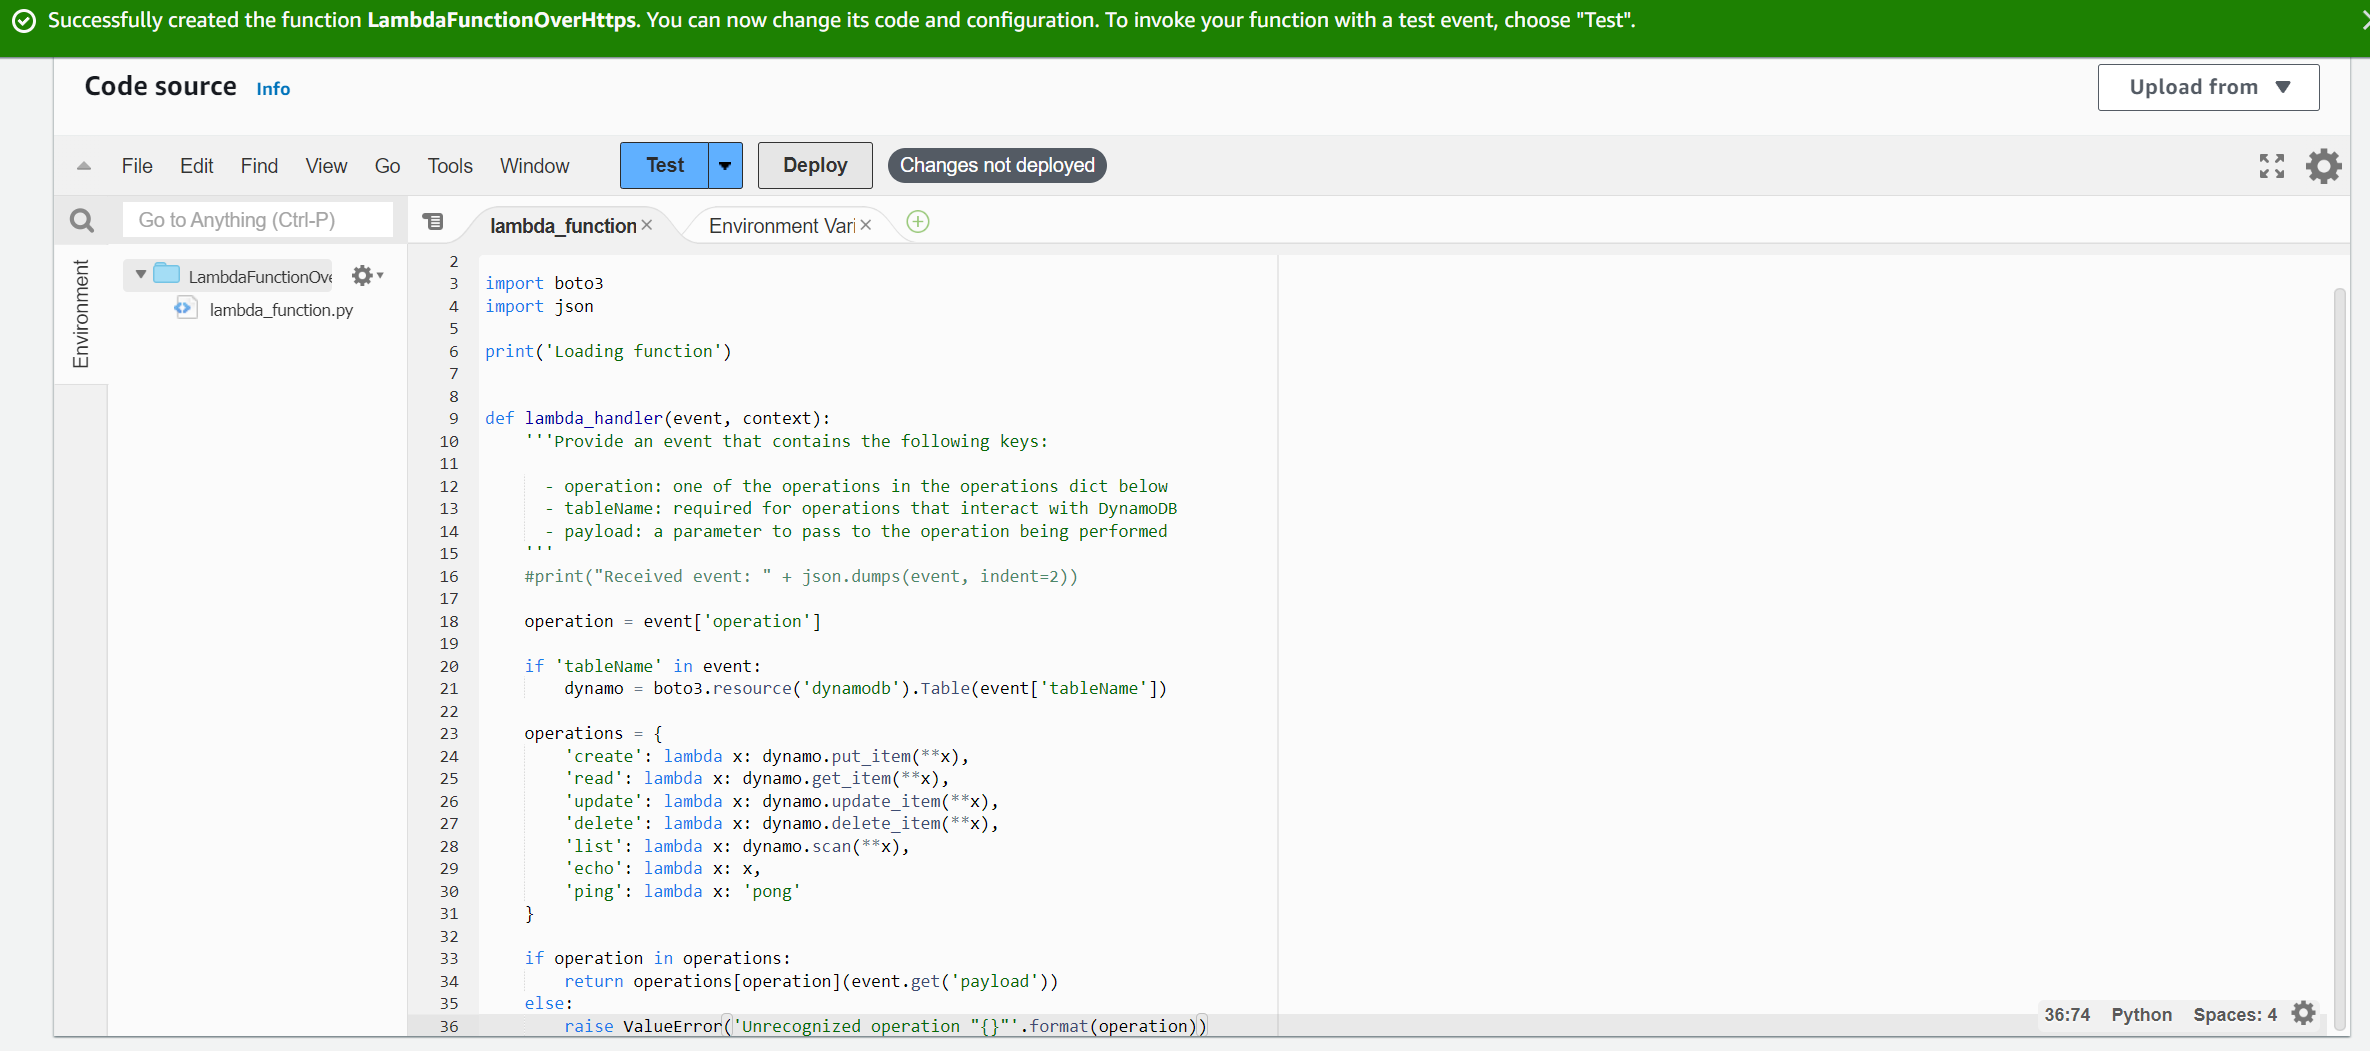 Successfully created the function LambdaFunctionOverHttps. You can now change its code and configuration. To invoke your function with a test event, choose "Test".
Code source Info
Upload from
File Edit Find View Go Tools Window Test Deploy Changes not deployed
Go to Anything (Ctrl-P)
lambda_function Environment Vari
Environment
LambdaFunctionOve
lambda_function.py
2
3 import boto3
4 import json
5
6 print('Loading function')
7
8
9 def lambda_handler(event, context):
10     '''Provide an event that contains the following keys:
11
12       - operation: one of the operations in the operations dict below
13       - tableName: required for operations that interact with DynamoDB
14       - payload: a parameter to pass to the operation being performed
15     '''
16     #print("Received event: " + json.dumps(event, indent=2))
17
18     operation = event['operation']
19
20     if 'tableName' in event:
21         dynamo = boto3.resource('dynamodb').Table(event['tableName'])
22
23     operations = {
24         'create': lambda x: dynamo.put_item(**x),
25         'read': lambda x: dynamo.get_item(**x),
26         'update': lambda x: dynamo.update_item(**x),
27         'delete': lambda x: dynamo.delete_item(**x),
28         'list': lambda x: dynamo.scan(**x),
29         'echo': lambda x: x,
30         'ping': lambda x: 'pong'
31     }
32
33     if operation in operations:
34         return operations[operation](event.get('payload'))
35     else:
36         raise ValueError('Unrecognized operation "{}"'.format(operation))
36:74 Python Spaces: 4